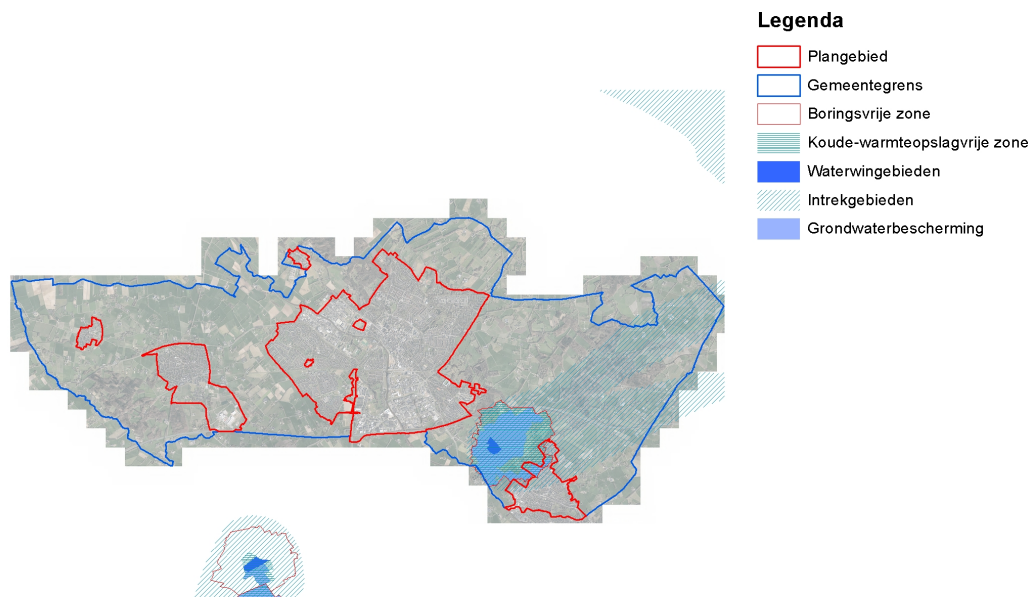 Legenda
Plangebied
Gemeentegrens
Boringsvrije zone
Koude-warmteopslagvrije zone
Waterwingebieden
Intrekgebieden
Grondwaterbescherming